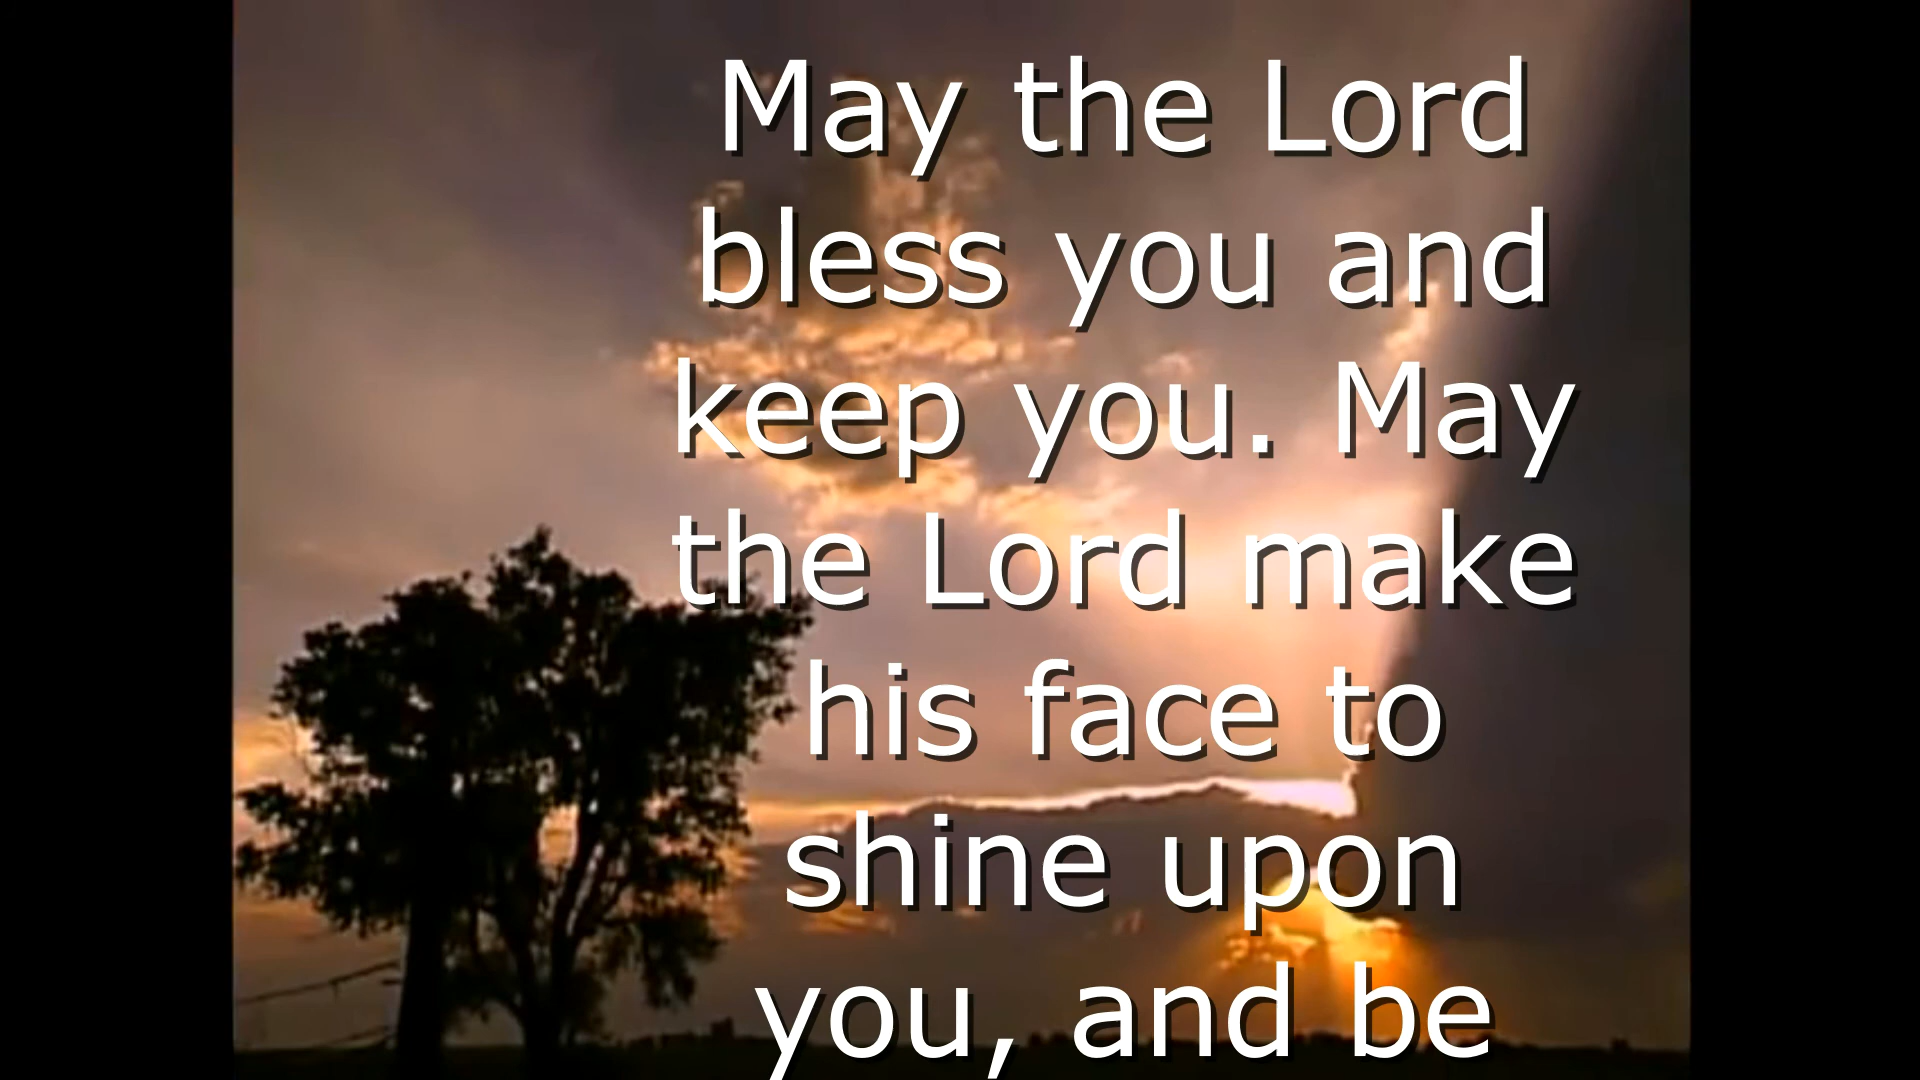 May the Lord
bless you and
keep you. May
the Lord make
his face to
shine upon
you, and be